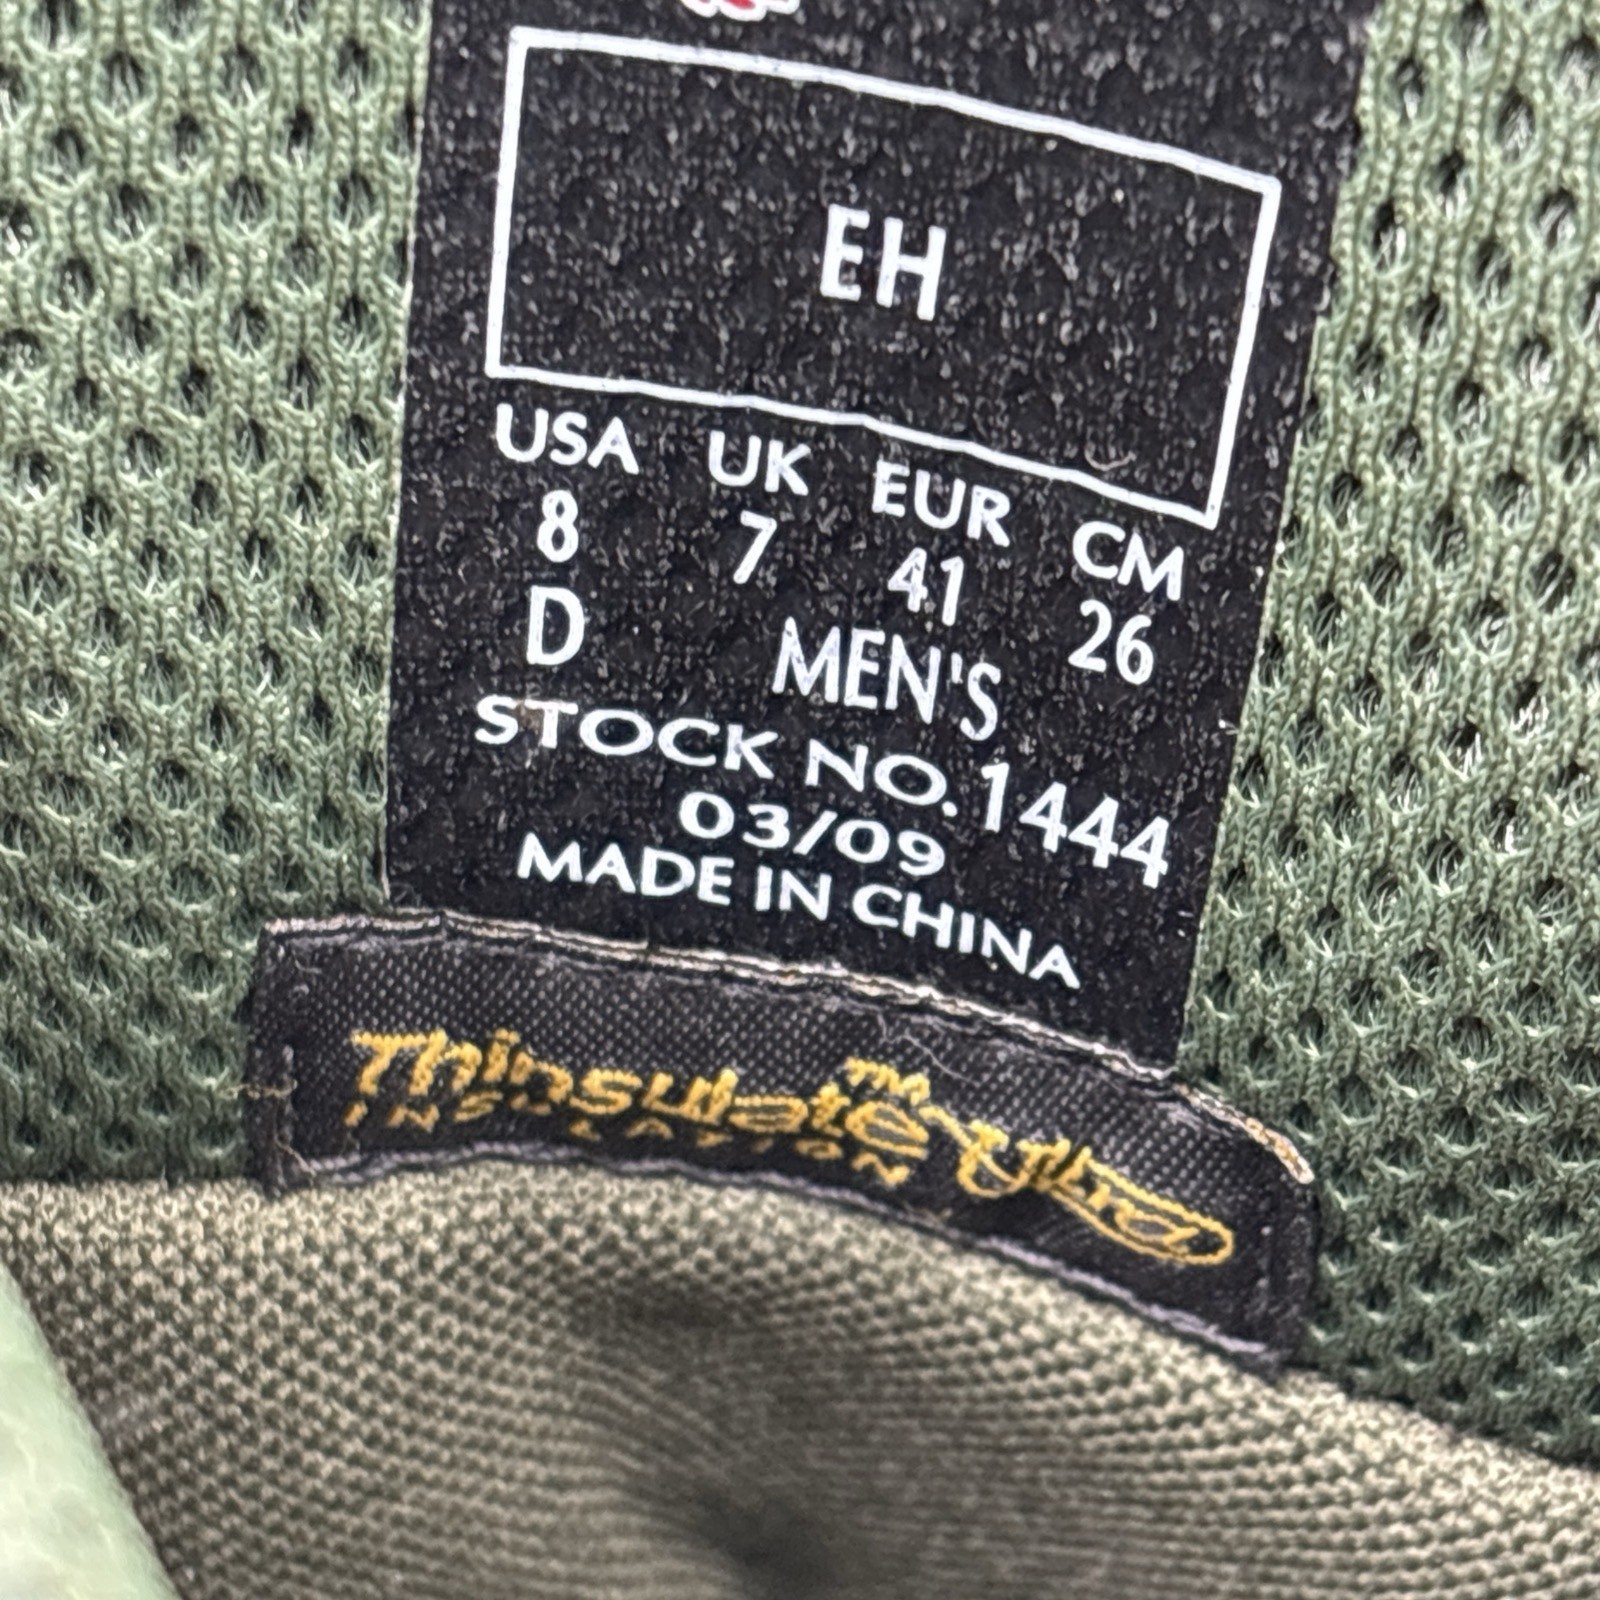 EH
USA UK EUR CM
8 7 41 26
D MEN'S
STOCK NO. 1444
03/09
MADE IN CHINA
Thinsulate™ Ultra
INSULATION